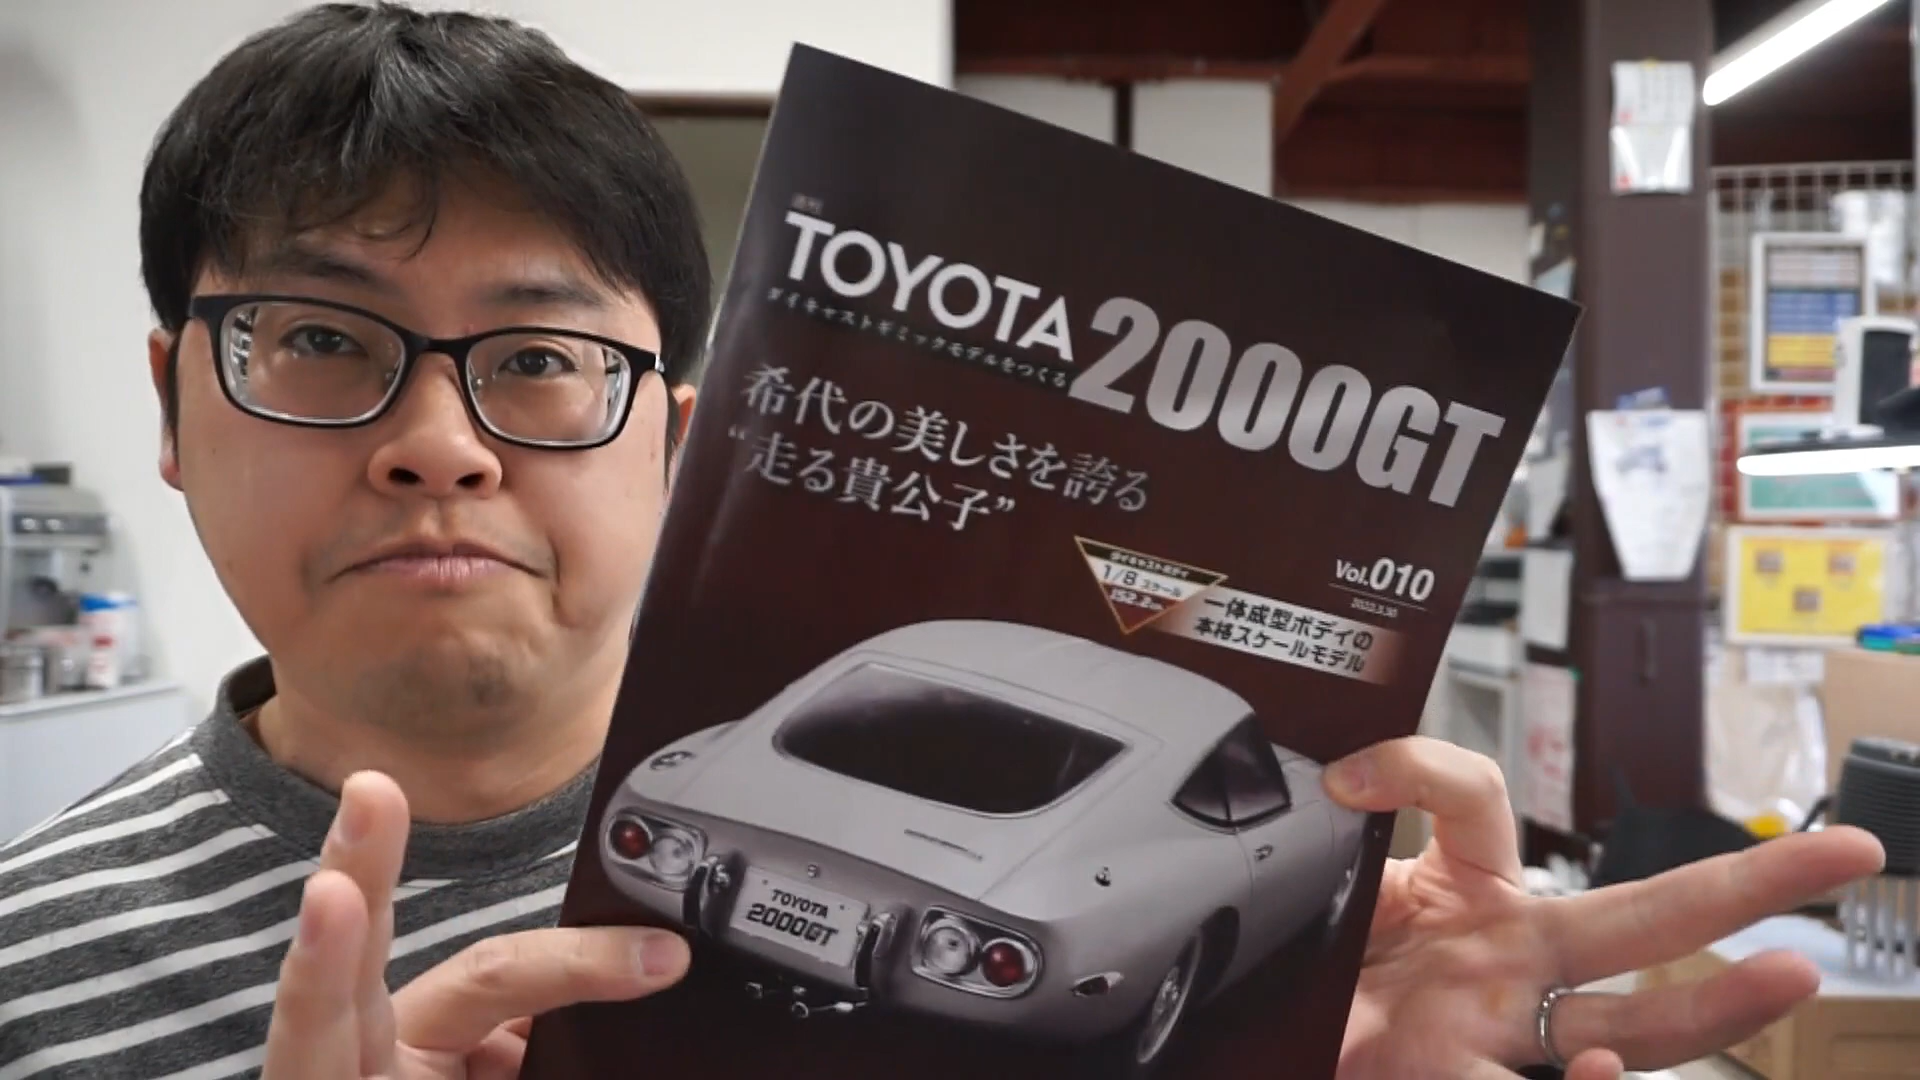 週刊
TOYOTA 2000GT
ダイキャストギミックモデルをつくる
希代の美しさを誇る
“走る貴公子”
Vol.010
ダイキャストボディ
1/8 スケール
152.2cm
一体成型ボディの
本格スケールモデル
TOYOTA
2000GT